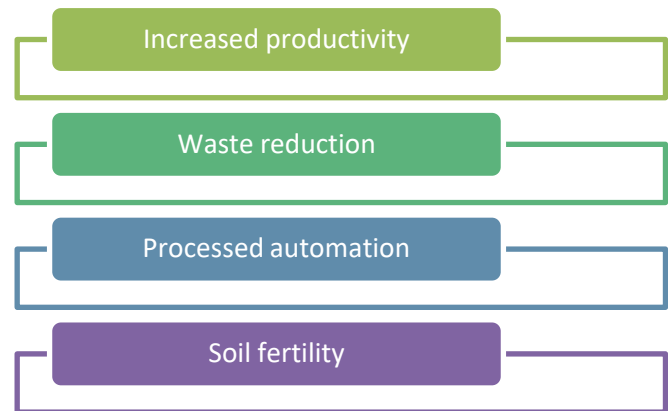 Increased productivity
Waste reduction
Processed automation
Soil fertility